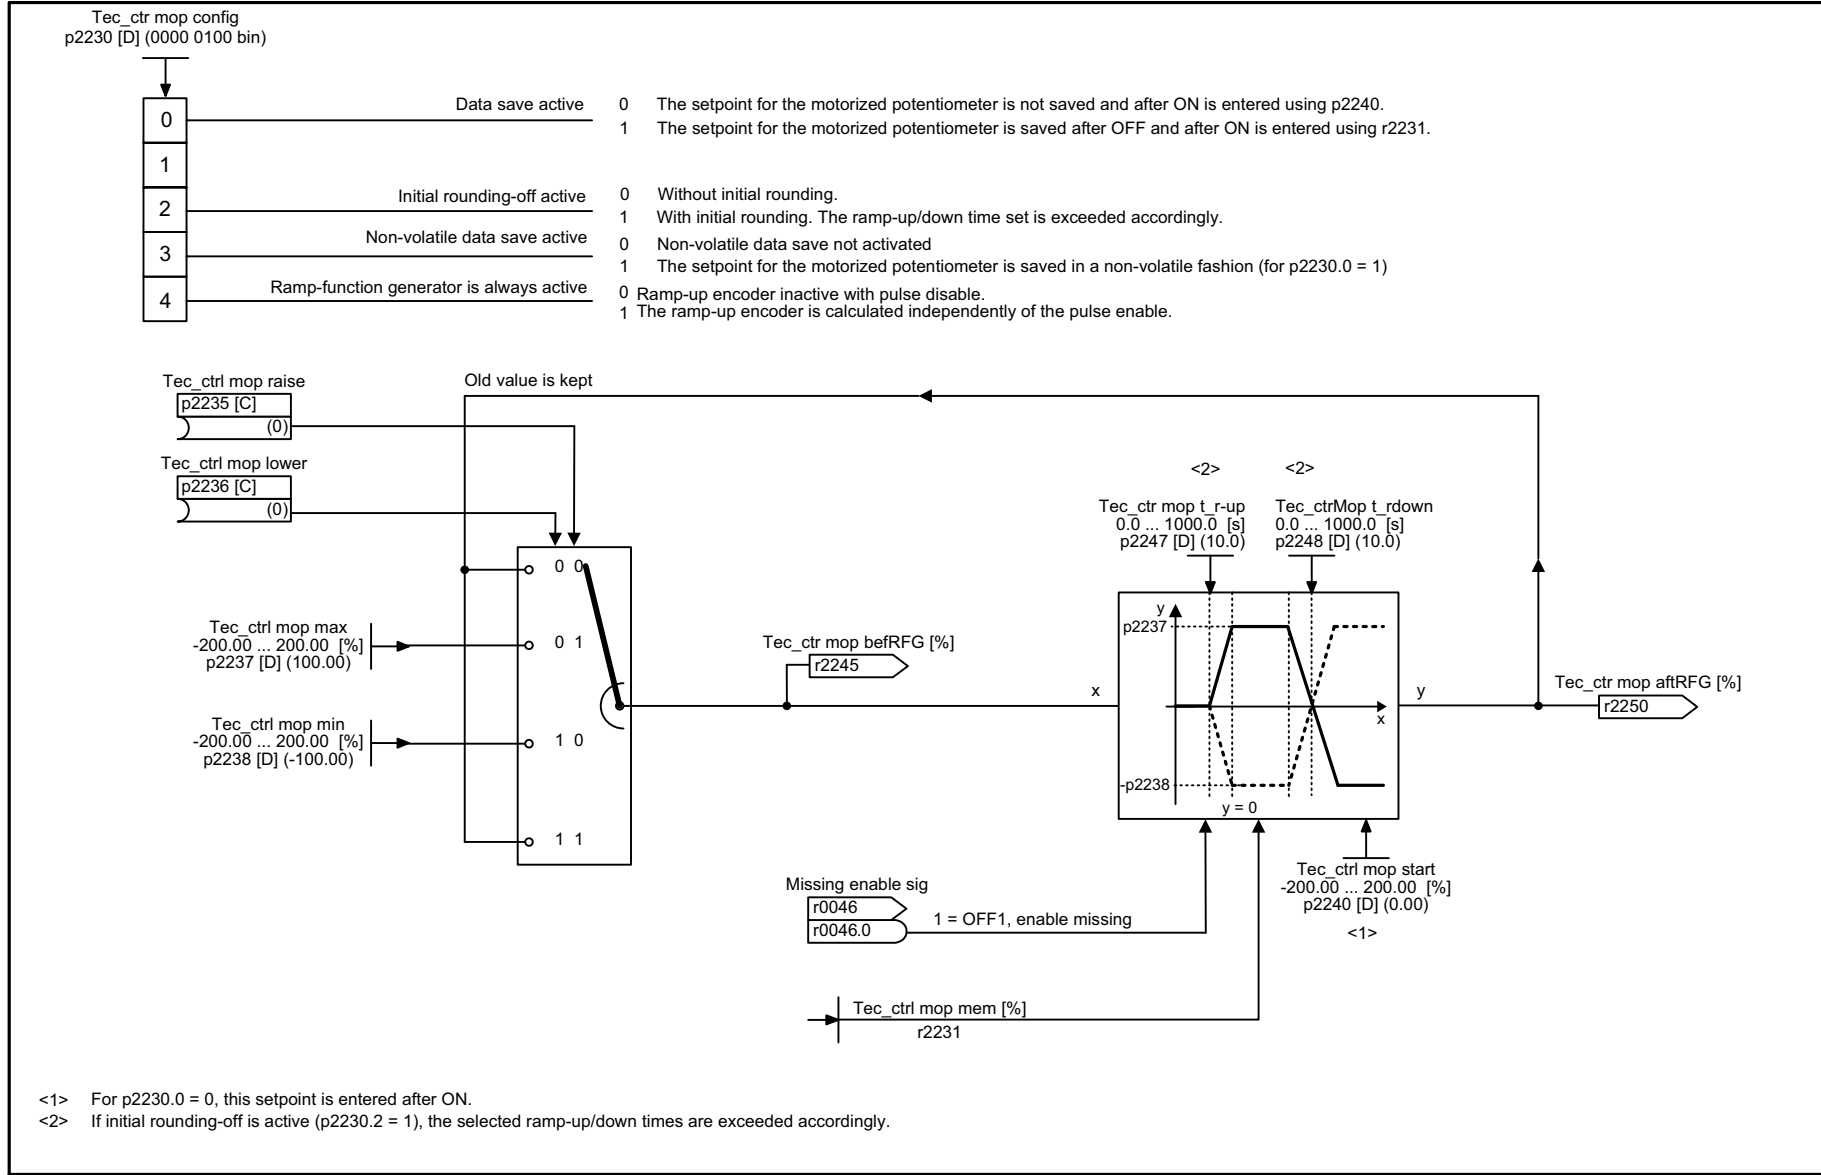 Tec_ctr mop config
p2230 [D] (0000 0100 bin)
0
Data save active
0 The setpoint for the motorized potentiometer is not saved and after ON is entered using p2240.
1 The setpoint for the motorized potentiometer is saved after OFF and after ON is entered using r2231.
1
2
Initial rounding-off active
0 Without initial rounding.
1 With initial rounding. The ramp-up/down time set is exceeded accordingly.
3
Non-volatile data save active
0 Non-volatile data save not activated
1 The setpoint for the motorized potentiometer is saved in a non-volatile fashion (for p2230.0 = 1)
4
Ramp-function generator is always active
0 Ramp-up encoder inactive with pulse disable.
1 The ramp-up encoder is calculated independently of the pulse enable.
Tec_ctrl mop raise
p2235 [C]
(0)
Old value is kept
Tec_ctrl mop lower
p2236 [C]
(0)
<2>
<2>
Tec_ctr mop t_r-up
0.0 ... 1000.0 [s]
p2247 [D] (10.0)
Tec_ctrMop t_rdown
0.0 ... 1000.0 [s]
p2248 [D] (10.0)
0 0
0 1
1 0
1 1
Tec_ctrl mop max
-200.00 ... 200.00 [%]
p2237 [D] (100.00)
Tec_ctrl mop min
-200.00 ... 200.00 [%]
p2238 [D] (-100.00)
Tec_ctr mop befRFG [%]
r2245
x
y
p2237
x
-p2238
y = 0
y
Tec_ctr mop aftRFG [%]
r2250
Missing enable sig
r0046
r0046.0
1 = OFF1, enable missing
Tec_ctrl mop start
-200.00 ... 200.00 [%]
p2240 [D] (0.00)
<1>
Tec_ctrl mop mem [%]
r2231
<1> For p2230.0 = 0, this setpoint is entered after ON.
<2> If initial rounding-off is active (p2230.2 = 1), the selected ramp-up/down times are exceeded accordingly.